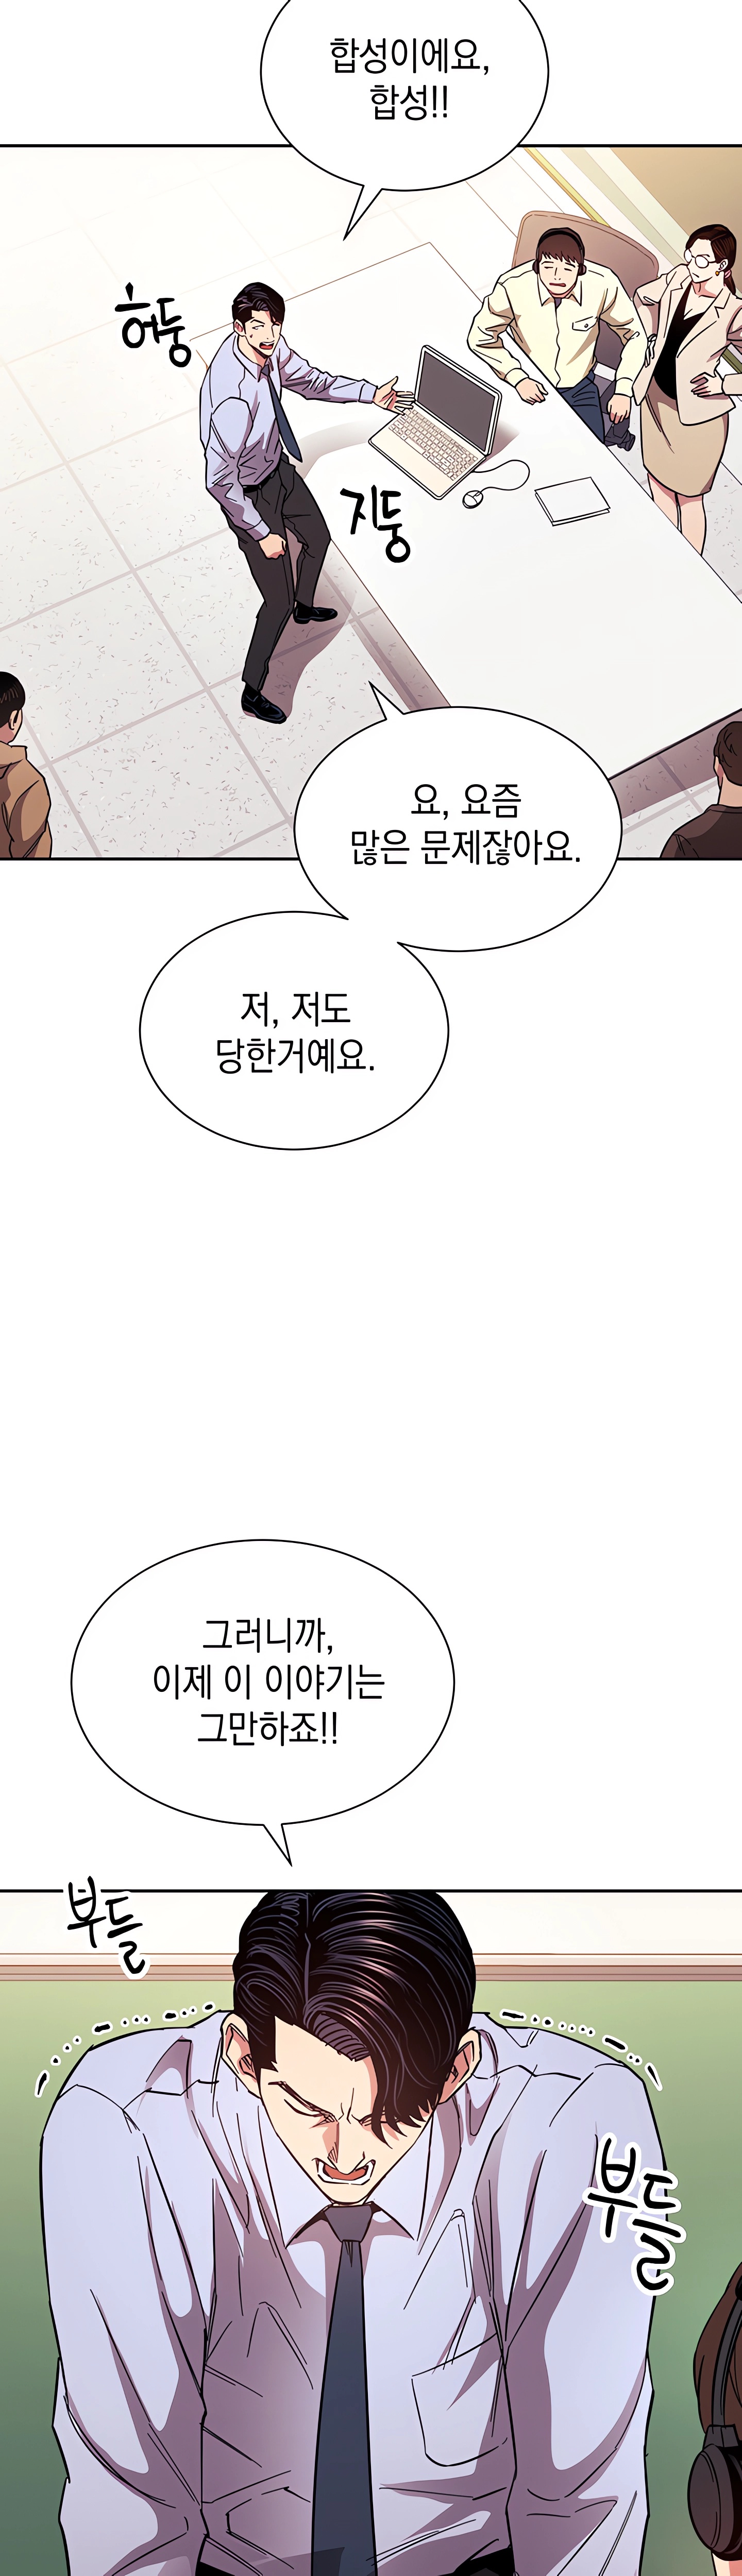 합성이에요,
합성!!
허둥
지둥
요, 요즘
많은 문제잖아요.
저, 저도
당한거예요.
그러니까,
이제 이 이야기는
그만하죠!!
부들
부들